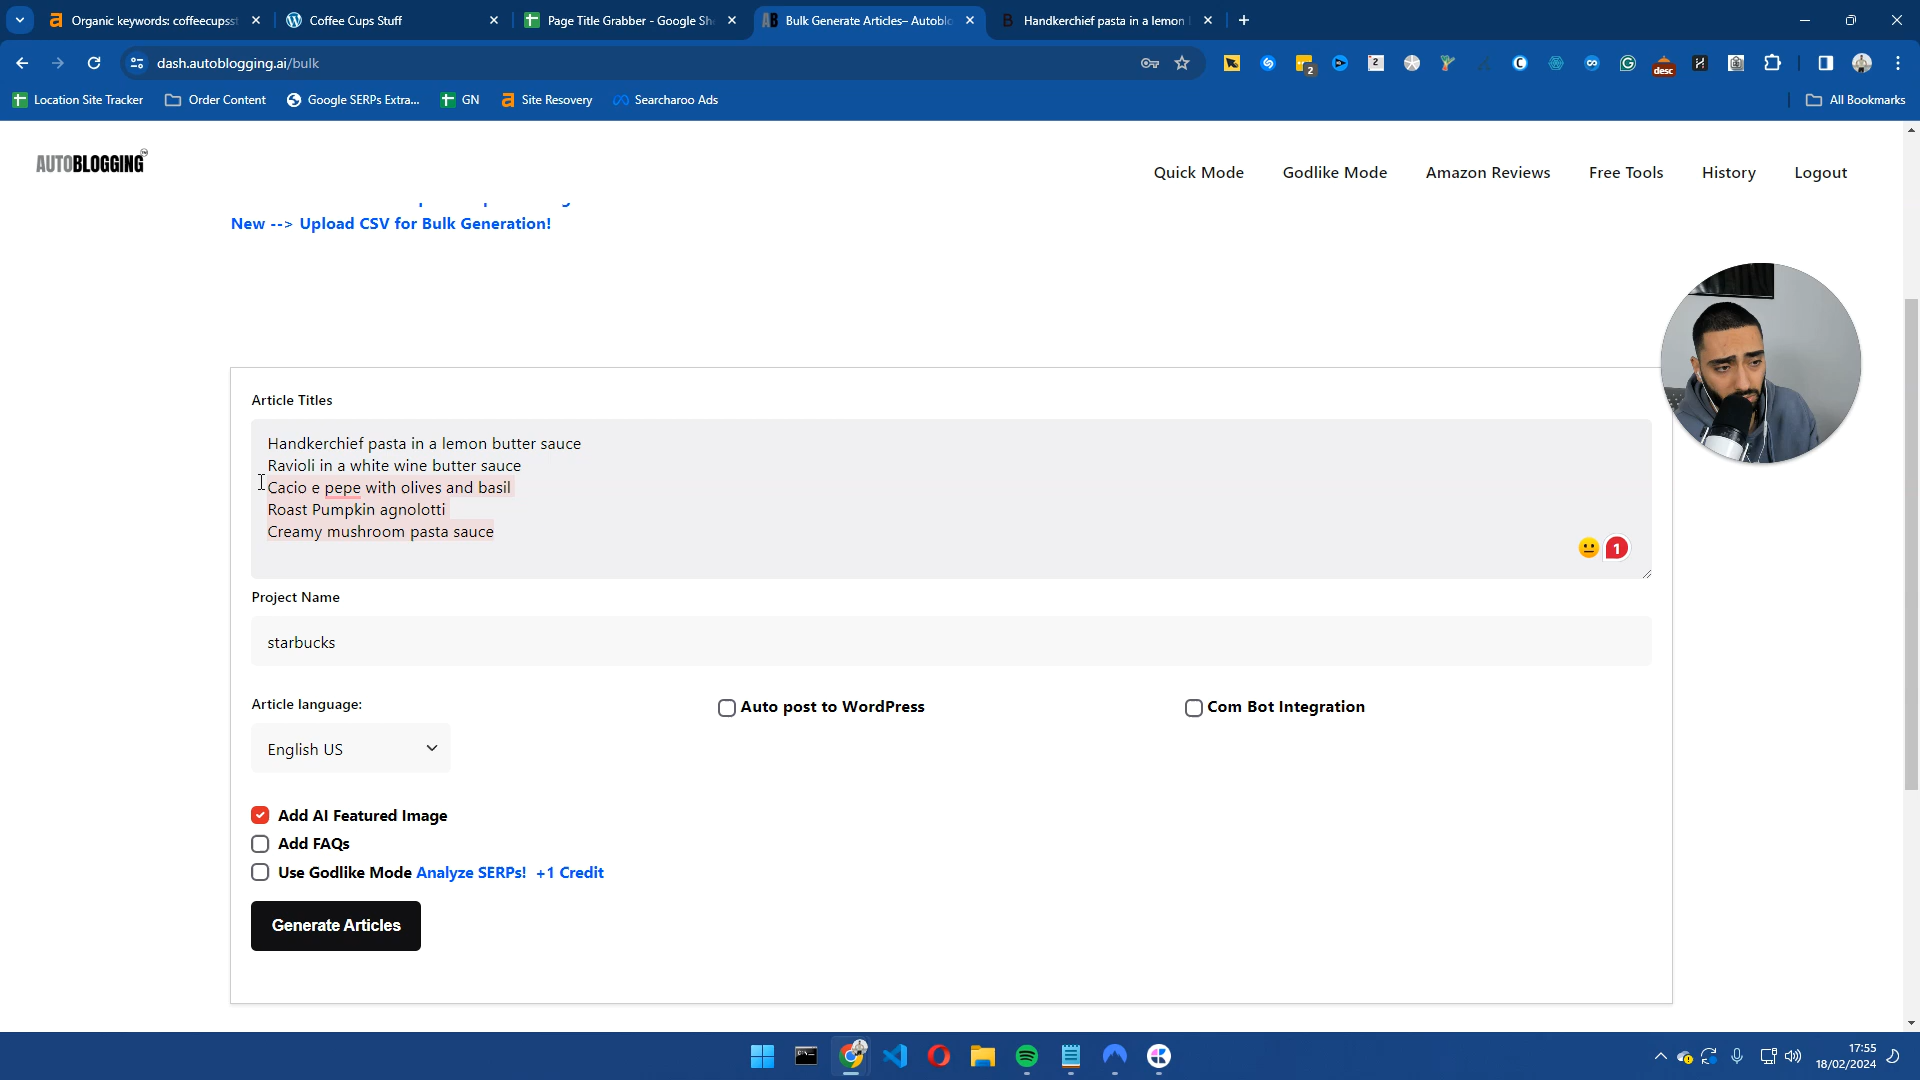 Organic keywords: coffeecupsst
Coffee Cups Stuff
Page Title Grabber - Google Sh
AB Bulk Generate Articles– Autoblo
Handkerchief pasta in a lemon
dash.autoblogging.ai/bulk
2
2
desc
Location Site Tracker
Order Content
Google SERPs Extra...
GN
Site Resovery
Searcharoo Ads
All Bookmarks
AUTOBLOGGING
Quick Mode
Godlike Mode
Amazon Reviews
Free Tools
History
Logout
New --> Upload CSV for Bulk Generation!
Article Titles
Handkerchief pasta in a lemon butter sauce
Ravioli in a white wine butter sauce
Cacio e pepe with olives and basil
Roast Pumpkin agnolotti
Creamy mushroom pasta sauce
1
Project Name
starbucks
Article language:
Auto post to WordPress
Com Bot Integration
English US
Add AI Featured Image
Add FAQs
Use Godlike Mode Analyze SERPs! +1 Credit
Generate Articles
17:55
18/02/2024